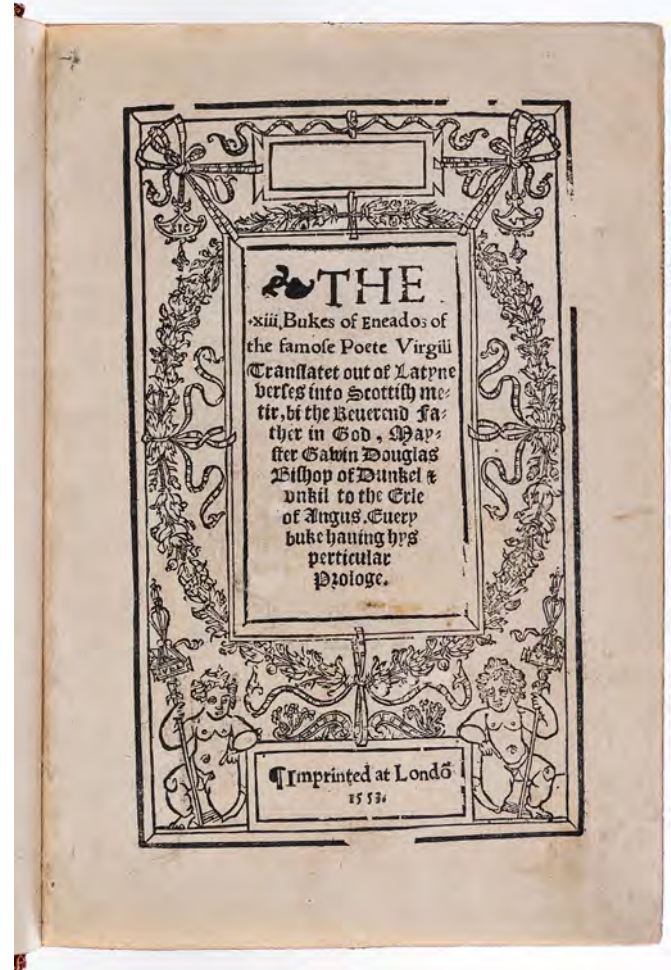 THE
.xiii. Bukes of Eneados of
the famoſe Poete Virgill
Tranſlatet out of Latyne
verſes into Scottiſh me⸗
tir, bi the Reuerend Fa⸗
ther in God, May⸗
ſter Gawin Douglas
Biſhop of Dunkel &
vnkil to the Erle
of Angus. Euery
buke hauing hys
perticular
Prologe.
¶Imprinted at Londō
1553.